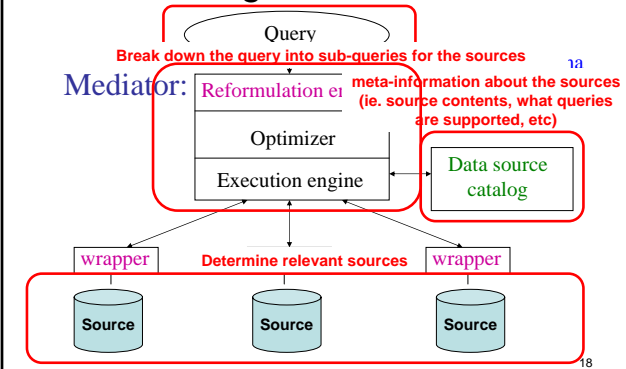 Query
Break down the query into sub-queries for the sources
Mediator:
Reformulation
meta-information about the sources
(ie. source contents, what queries
are supported, etc)
Optimizer
Execution engine
Data source
catalog
wrapper
Determine relevant sources
wrapper
Source
Source
Source
18